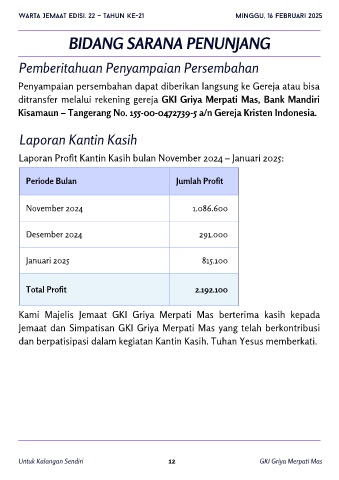 WARTA JEMAAT EDISI. 22 – TAHUN KE-21 MINGGU, 16 FEBRUARI 2025
BIDANG SARANA PENUNJANG
Pemberitahuan Penyampaian Persembahan
Penyampaian persembahan dapat diberikan langsung ke Gereja atau bisa
ditransfer melalui rekening gereja GKI Griya Merpati Mas, Bank Mandiri
Kisamaun – Tangerang No. 155-00-0472739-5 a/n Gereja Kristen Indonesia.
Laporan Kantin Kasih
Laporan Profit Kantin Kasih bulan November 2024 – Januari 2025:
Periode Bulan Jumlah Profit
November 2024 1.086.600
Desember 2024 291.000
Januari 2025 815.100
Total Profit 2.192.100
Kami Majelis Jemaat GKI Griya Merpati Mas berterima kasih kepada
Jemaat dan Simpatisan GKI Griya Merpati Mas yang telah berkontribusi
dan berpatisipasi dalam kegiatan Kantin Kasih. Tuhan Yesus memberkati.
Untuk Kalangan Sendiri 12 GKI Griya Merpati Mas